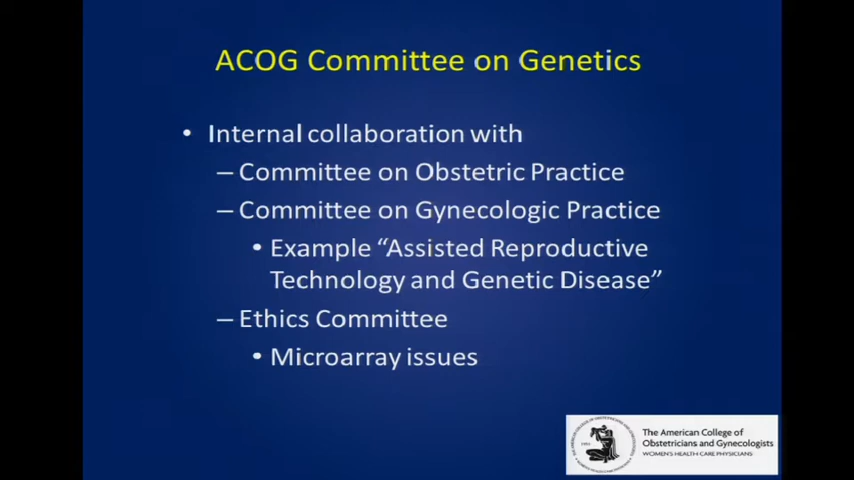 ACOG Committee on Genetics
• Internal collaboration with
– Committee on Obstetric Practice
– Committee on Gynecologic Practice
• Example “Assisted Reproductive
Technology and Genetic Disease”
– Ethics Committee
• Microarray issues
The American College of
Obstetricians and Gynecologists
WOMEN'S HEALTH CARE PHYSICIANS